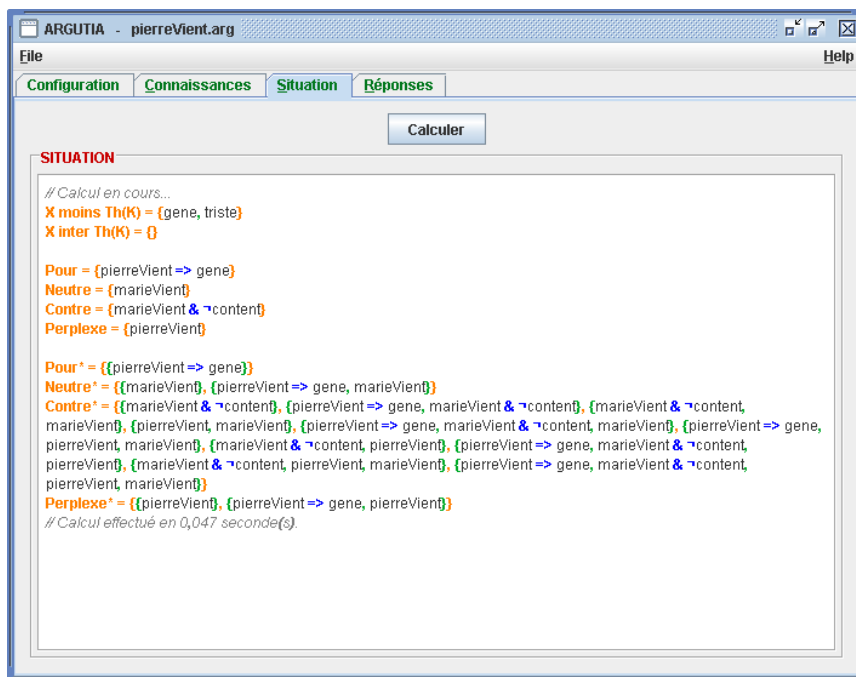 ARGUTIA - pierreVient.arg
File Help
Configuration Connaissances Situation Réponses
Calculer
SITUATION
// Calcul en cours...
X moins Th(K) = {gene, triste}
X inter Th(K) = {}
Pour = {pierreVient => gene}
Neutre = {marieVient}
Contre = {marieVient & ¬content}
Perplexe = {pierreVient}
Pour* = {{pierreVient => gene}}
Neutre* = {{marieVient}, {pierreVient => gene, marieVient}}
Contre* = {{marieVient & ¬content}, {pierreVient => gene, marieVient & ¬content}, {marieVient & ¬content,
marieVient}, {pierreVient, marieVient}, {pierreVient => gene, marieVient & ¬content, marieVient}, {pierreVient => gene,
pierreVient, marieVient}, {marieVient & ¬content, pierreVient}, {pierreVient => gene, marieVient & ¬content,
pierreVient}, {marieVient & ¬content, pierreVient, marieVient}, {pierreVient => gene, marieVient & ¬content,
pierreVient, marieVient}}
Perplexe* = {{pierreVient}, {pierreVient => gene, pierreVient}}
// Calcul effectué en 0,047 seconde(s).